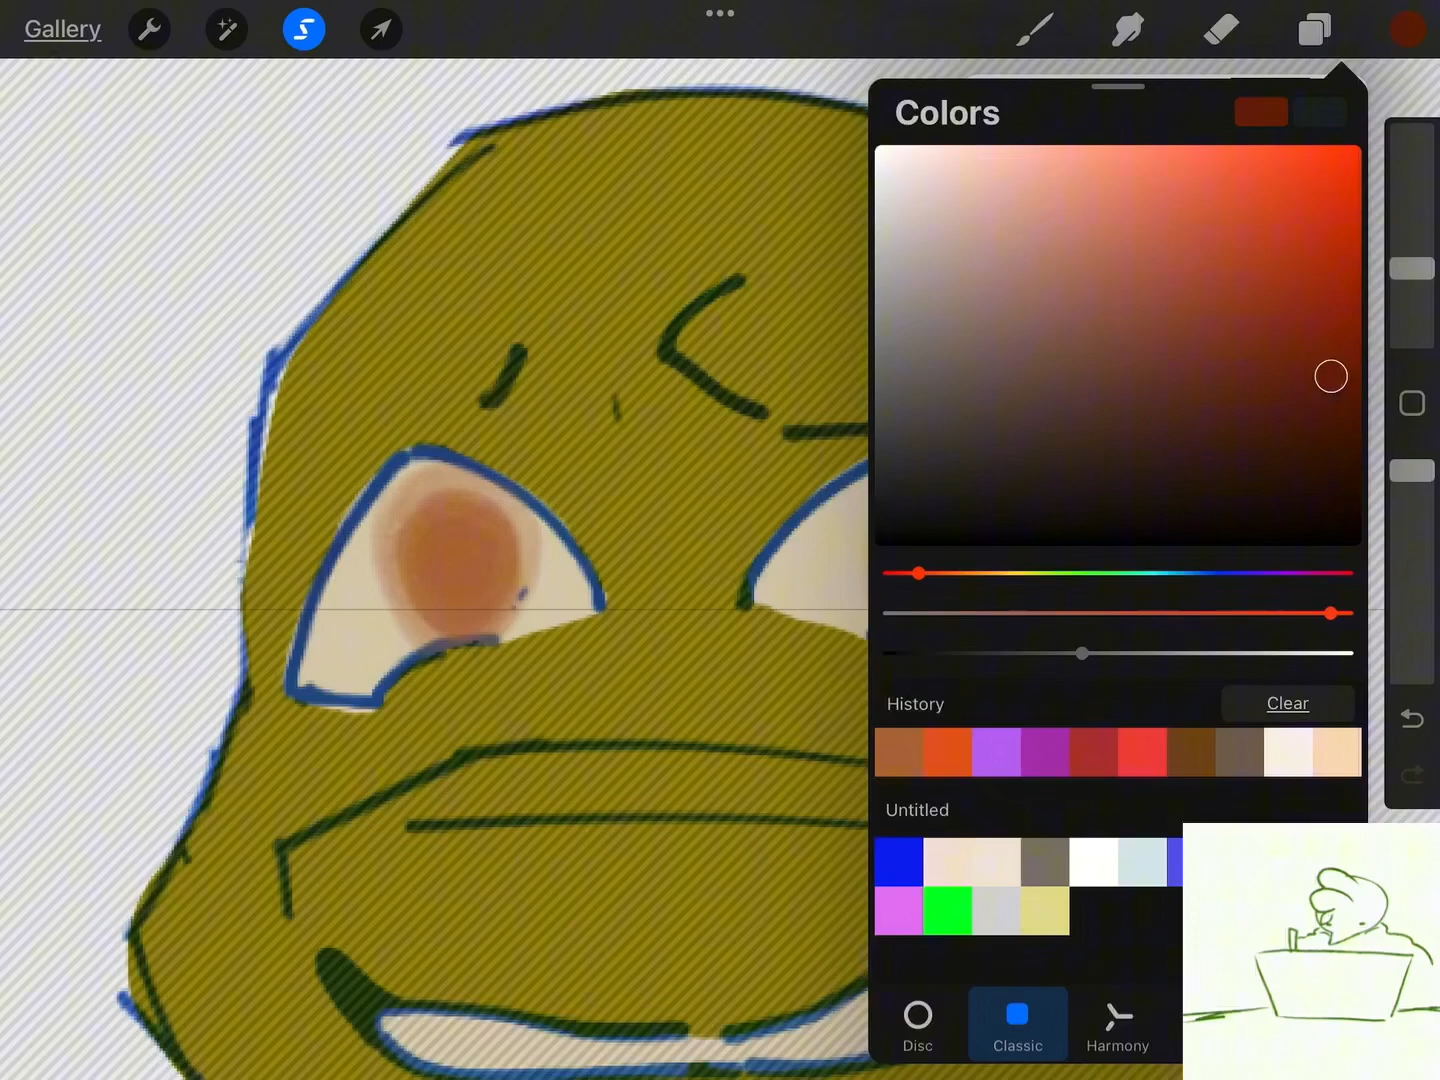 Gallery
Colors
History
Clear
Untitled
Disc
Classic
Harmony